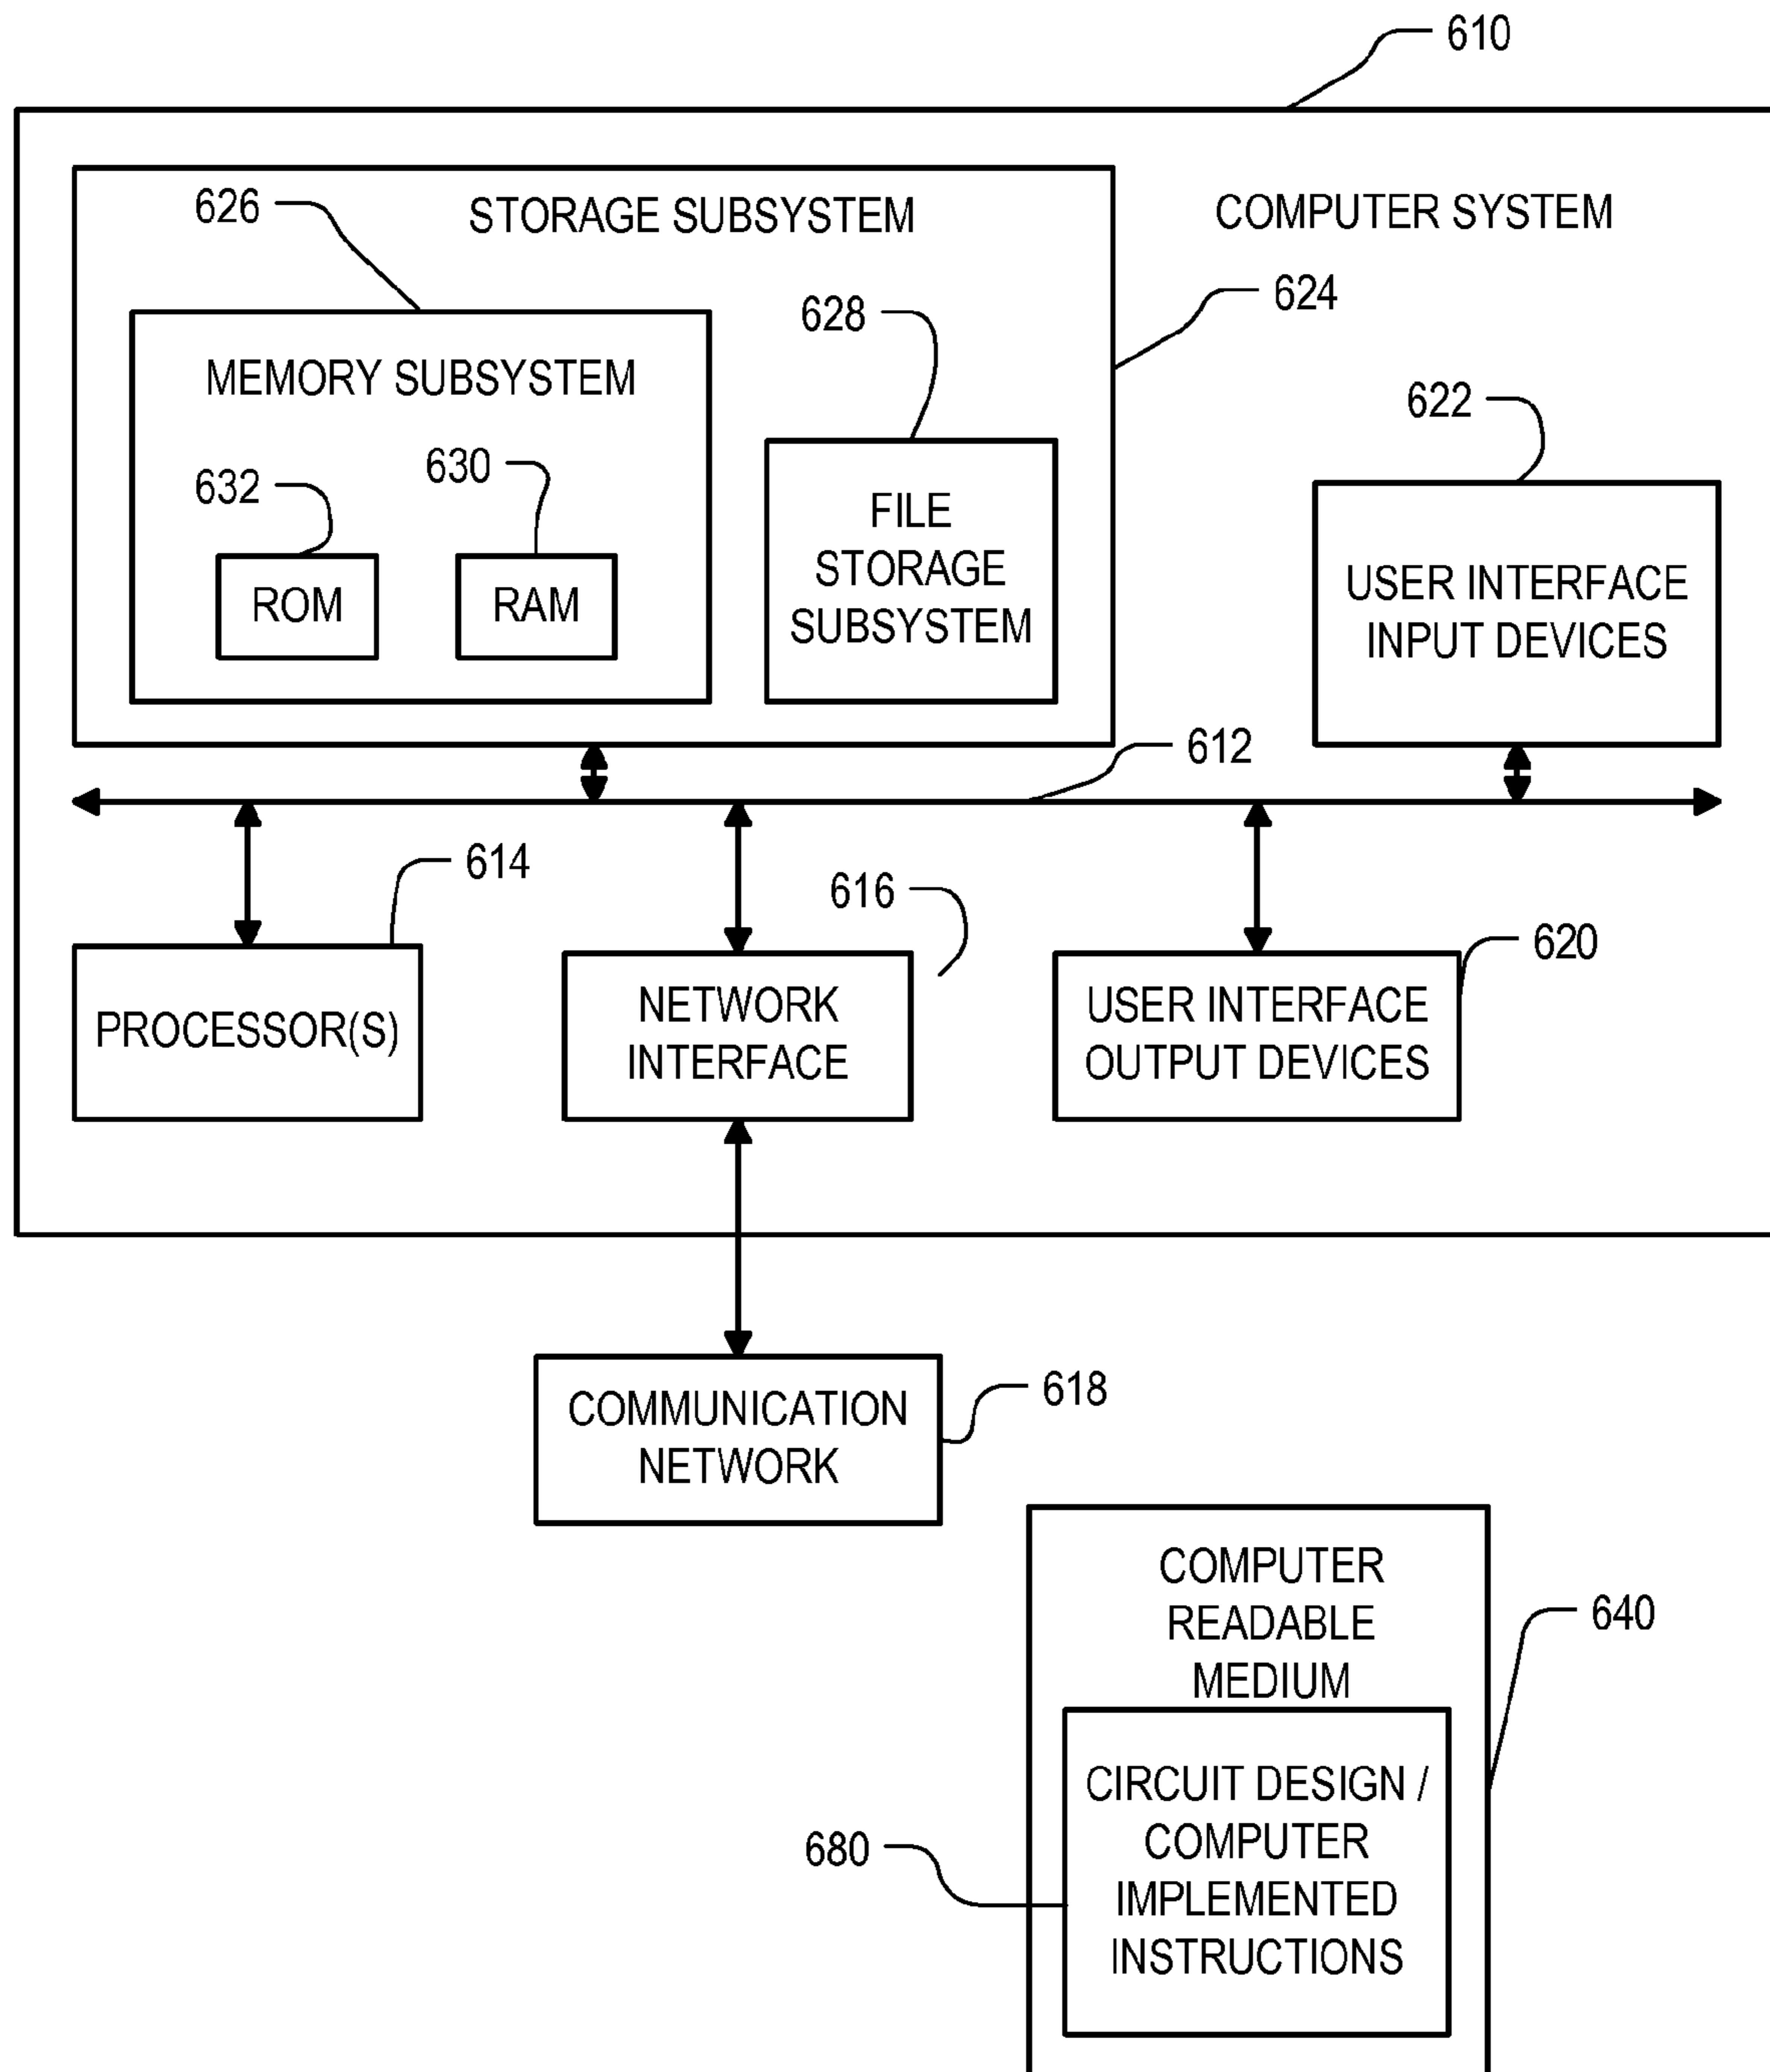 610
626
STORAGE SUBSYSTEM
COMPUTER SYSTEM
624
628
MEMORY SUBSYSTEM
622
632
630
FILE
STORAGE
SUBSYSTEM
ROM
RAM
USER INTERFACE
INPUT DEVICES
612
614
616
620
PROCESSOR(S)
NETWORK
INTERFACE
USER INTERFACE
OUTPUT DEVICES
COMMUNICATION
NETWORK
618
COMPUTER
READABLE
MEDIUM
640
CIRCUIT DESIGN /
COMPUTER
IMPLEMENTED
INSTRUCTIONS
680